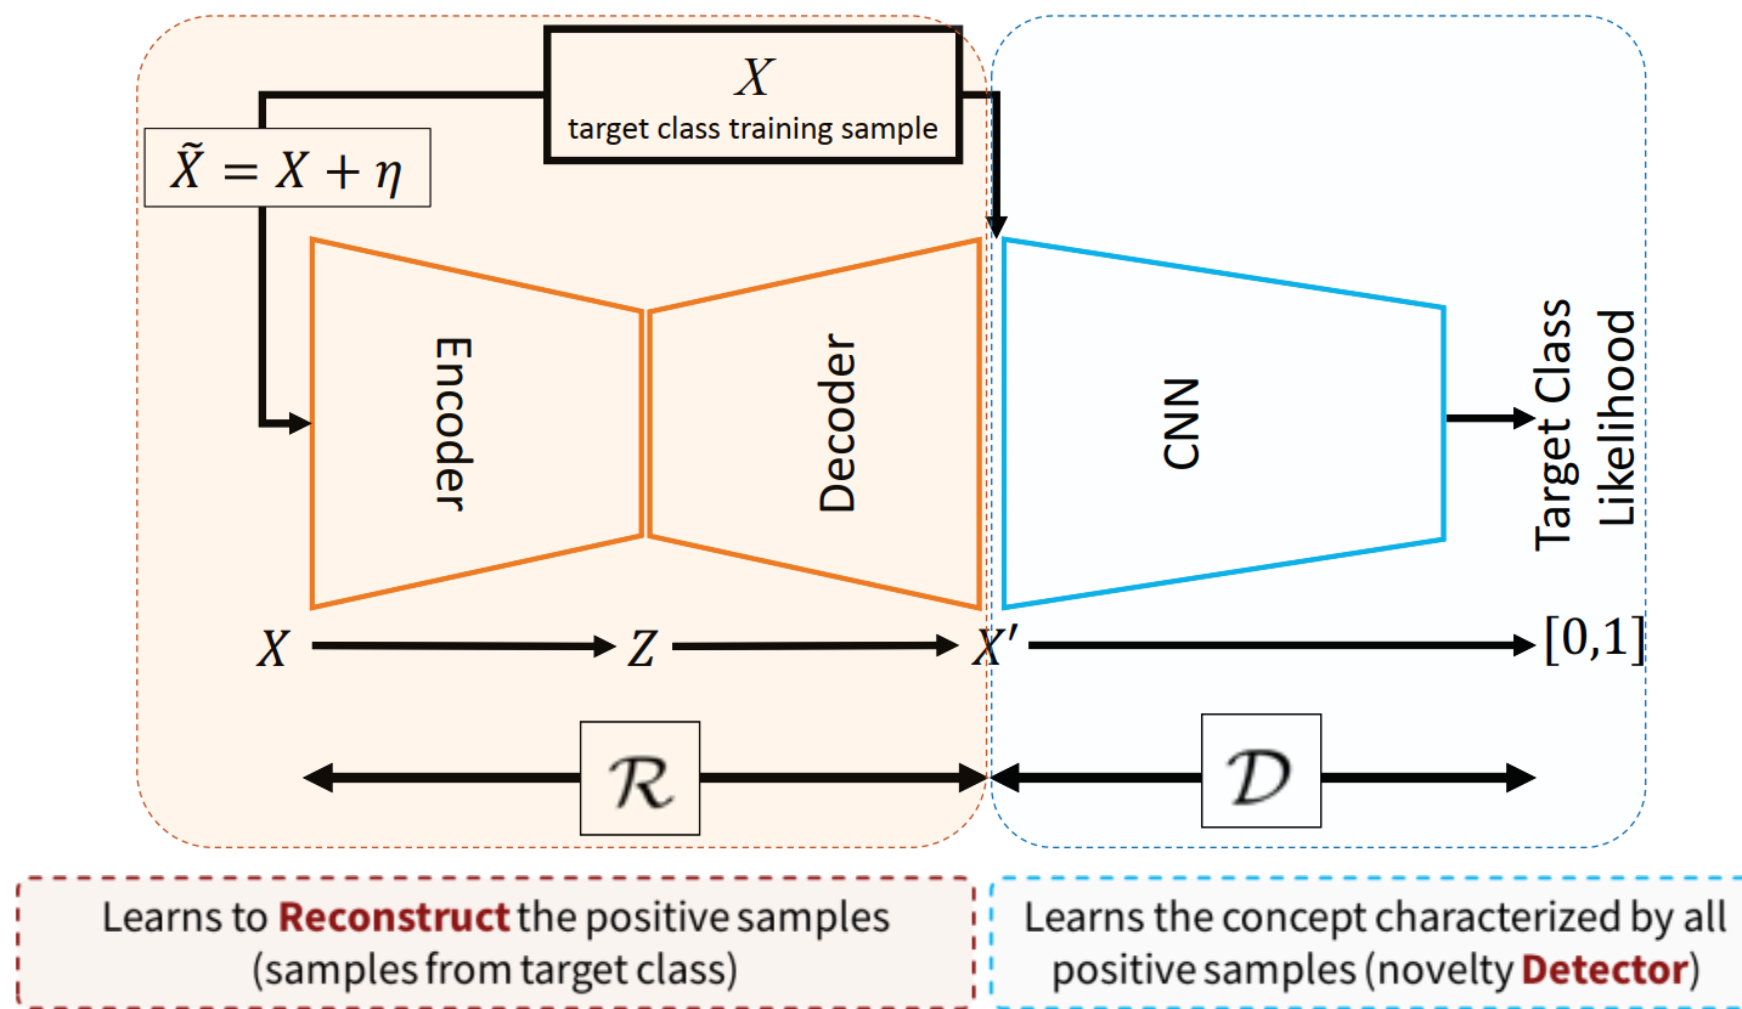 X
target class training sample
X̃ = X + η
Encoder
Decoder
CNN
Target Class
Likelihood
X
Z
X′
[0,1]
ℛ
𝒟
Learns to Reconstruct the positive samples
(samples from target class)
Learns the concept characterized by all
positive samples (novelty Detector)